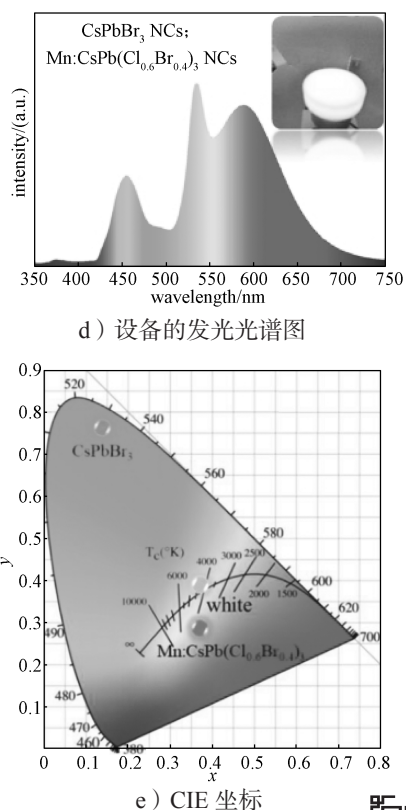 CsPbBr₃ NCs；
Mn:CsPb(Cl₀.₆Br₀.₄)₃ NCs
intensity/(a.u.)
350 400 450 500 550 600 650 700 750
wavelength/nm
d）设备的发光光谱图
0.9
0.8
0.7
0.6
0.5
0.4
0.3
0.2
0.1
y
520
540
CsPbBr₃
560
580
Tc(°K)
10000 6000 4000 3000 2500 2000 1500
∞
600
620
700
white
Mn:CsPb(Cl₀.₆Br₀.₄)₃
490
480
470
460
380
0 0.1 0.2 0.3 0.4 0.5 0.6 0.7 0.8
x
e）CIE 坐标